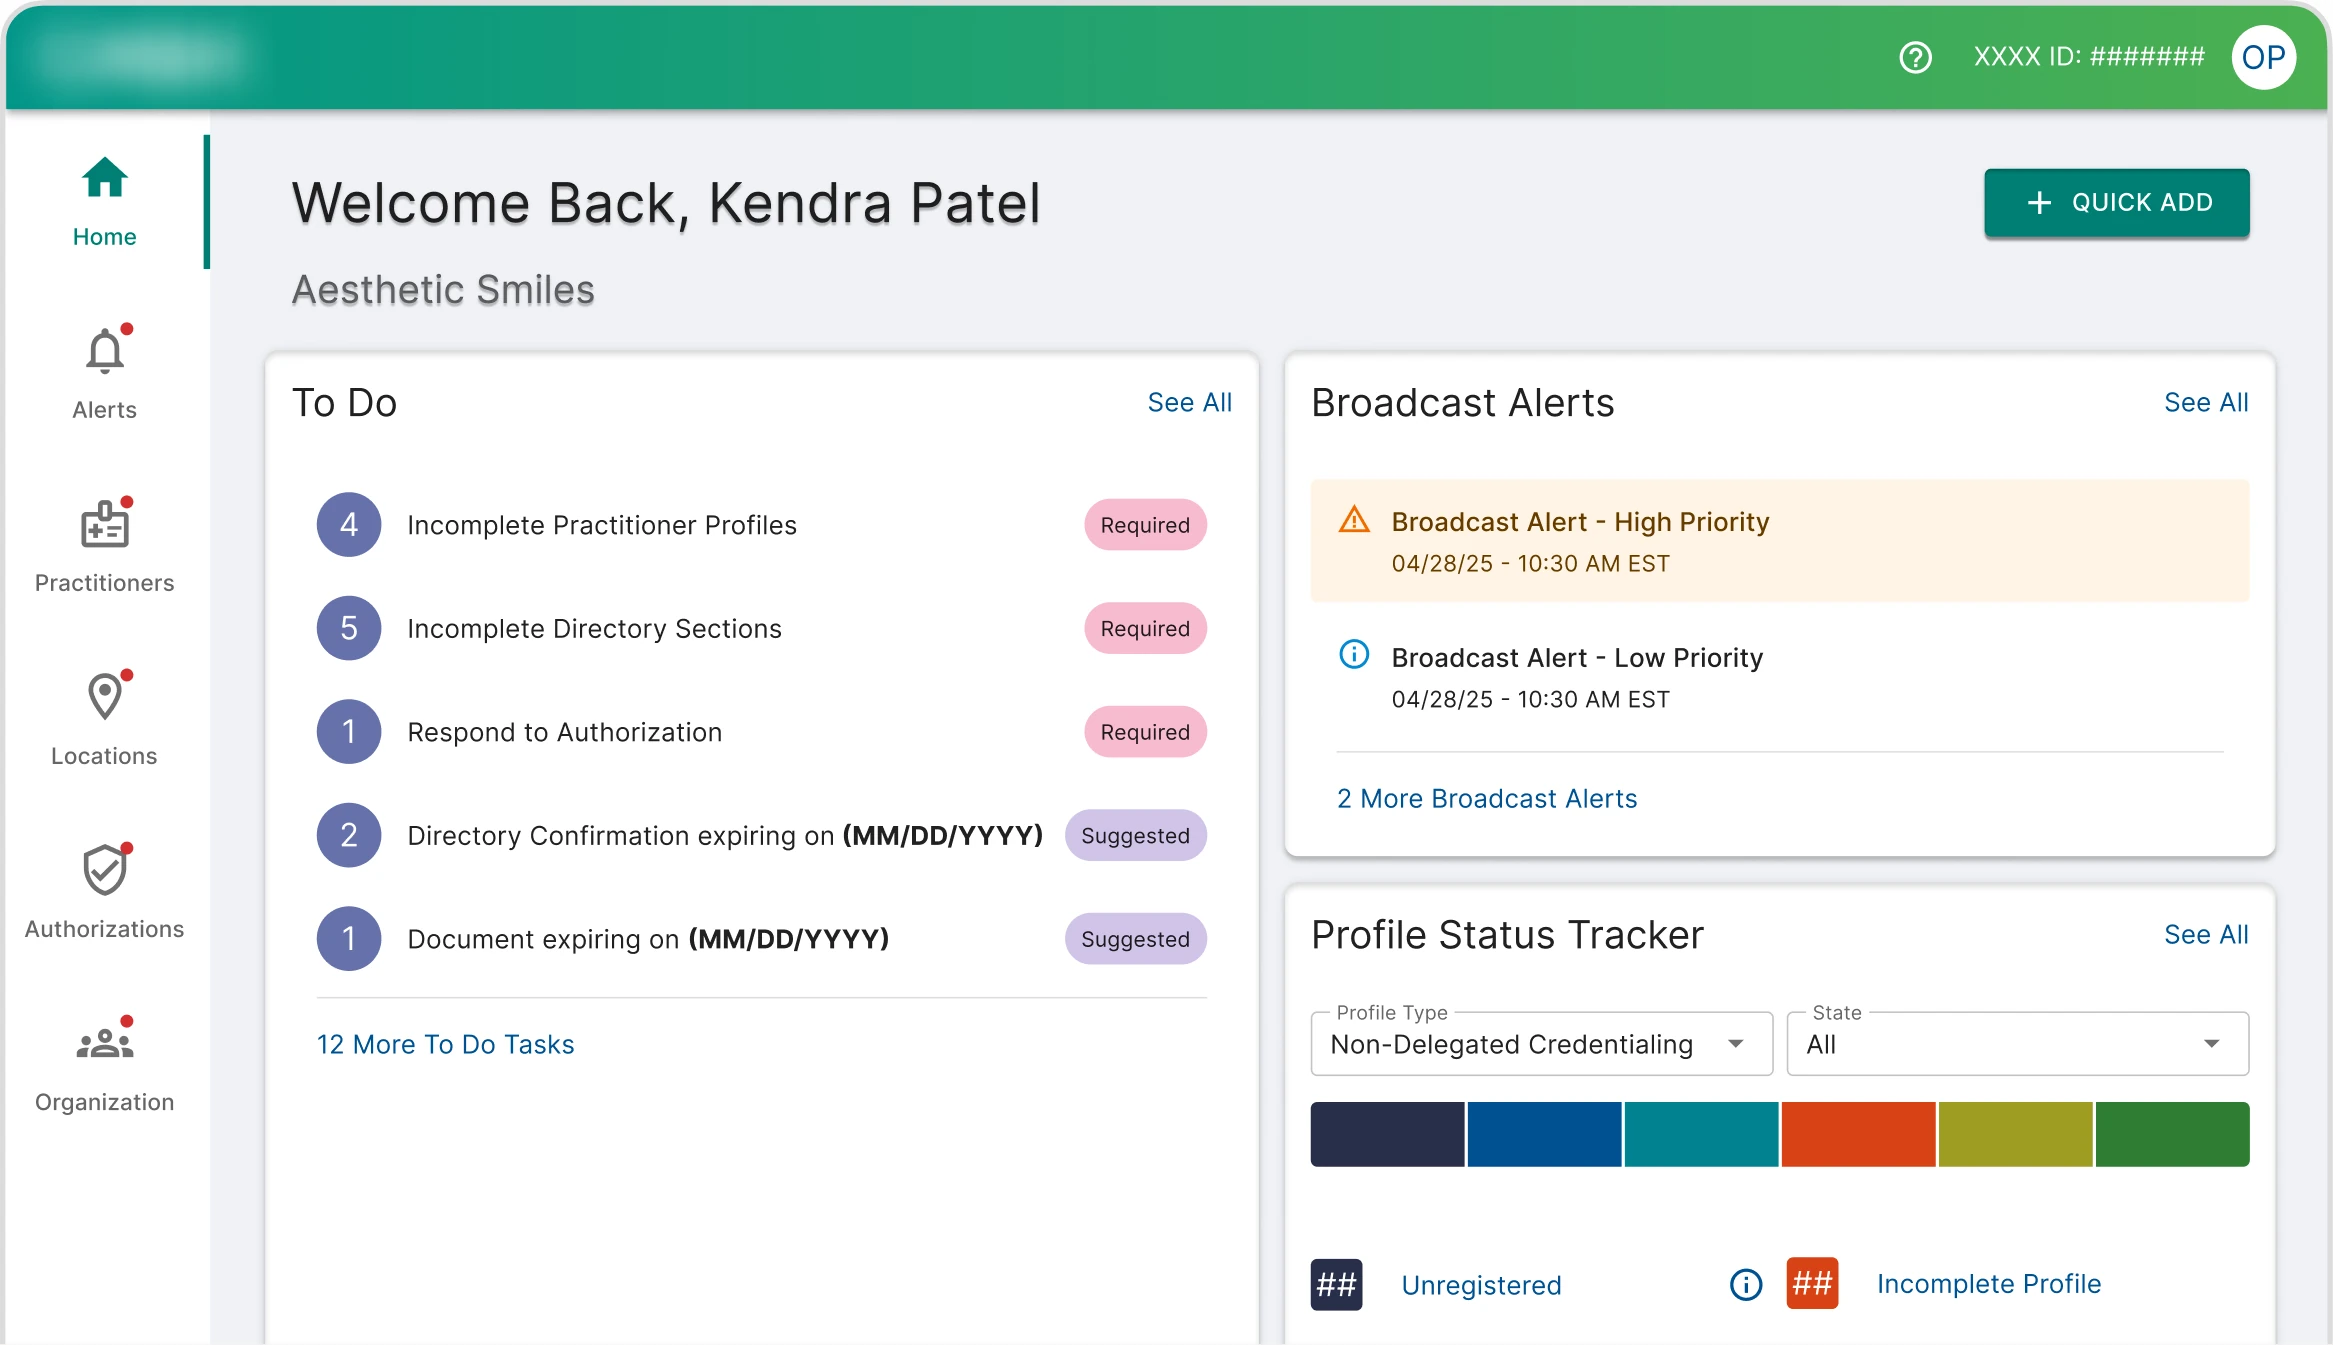 XXXX ID: #######
OP
Home
Alerts
Practitioners
Locations
Authorizations
Organization
Welcome Back, Kendra Patel
Aesthetic Smiles
+ QUICK ADD
To Do
See All
4 Incomplete Practitioner Profiles Required
5 Incomplete Directory Sections Required
1 Respond to Authorization Required
2 Directory Confirmation expiring on (MM/DD/YYYY) Suggested
1 Document expiring on (MM/DD/YYYY) Suggested
12 More To Do Tasks
Broadcast Alerts
See All
Broadcast Alert - High Priority
04/28/25 - 10:30 AM EST
Broadcast Alert - Low Priority
04/28/25 - 10:30 AM EST
2 More Broadcast Alerts
Profile Status Tracker
See All
Profile Type
Non-Delegated Credentialing
State
All
## Unregistered
## Incomplete Profile